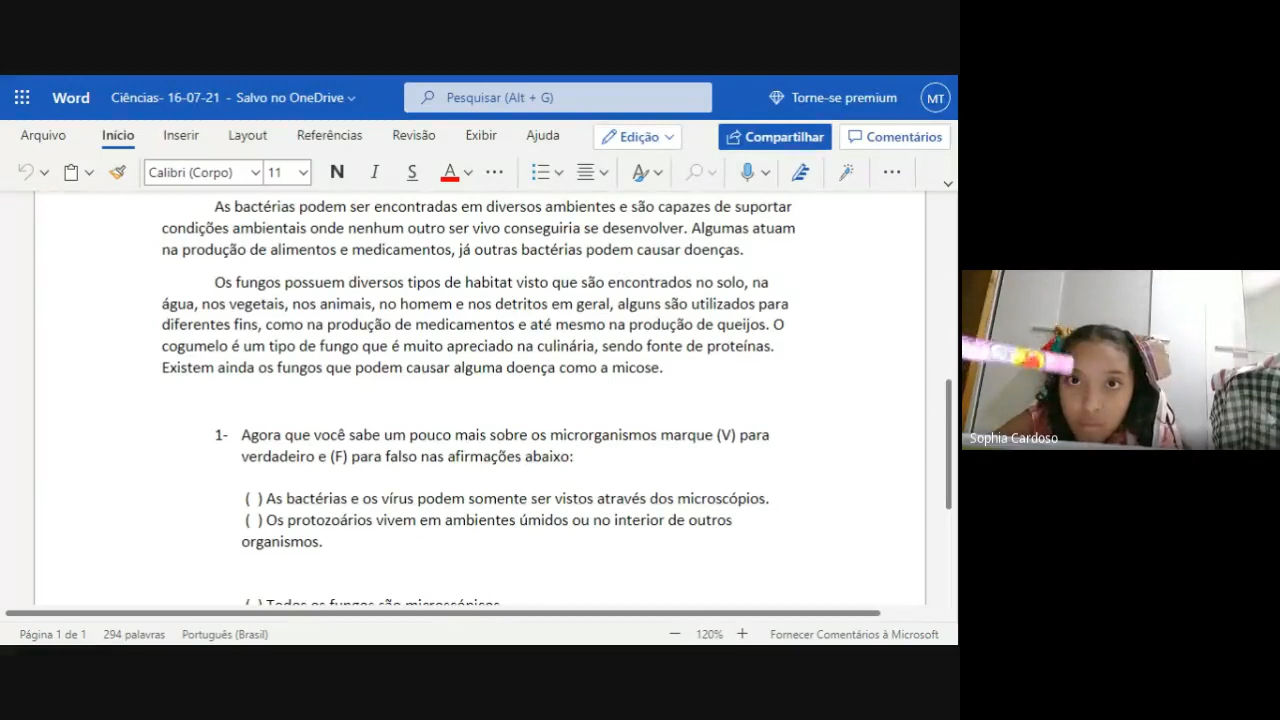 Word Ciências- 16-07-21 - Salvo no OneDrive Pesquisar (Alt + G) Torne-se premium MT
Arquivo Início Inserir Layout Referências Revisão Exibir Ajuda Edição Compartilhar Comentários
Calibri (Corpo) 11 N I S A ...
As bactérias podem ser encontradas em diversos ambientes e são capazes de suportar
condições ambientais onde nenhum outro ser vivo conseguiria se desenvolver. Algumas atuam
na produção de alimentos e medicamentos, já outras bactérias podem causar doenças.
Os fungos possuem diversos tipos de habitat visto que são encontrados no solo, na
água, nos vegetais, nos animais, no homem e nos detritos em geral, alguns são utilizados para
diferentes fins, como na produção de medicamentos e até mesmo na produção de queijos. O
cogumelo é um tipo de fungo que é muito apreciado na culinária, sendo fonte de proteínas.
Existem ainda os fungos que podem causar alguma doença como a micose.
1- Agora que você sabe um pouco mais sobre os microrganismos marque (V) para
verdadeiro e (F) para falso nas afirmações abaixo:
( ) As bactérias e os vírus podem somente ser vistos através dos microscópios.
( ) Os protozoários vivem em ambientes úmidos ou no interior de outros
organismos.
( ) Todos os fungos são microscópicos.
Página 1 de 1 294 palavras Português (Brasil) 120% Fornecer Comentários à Microsoft
Sophia Cardoso